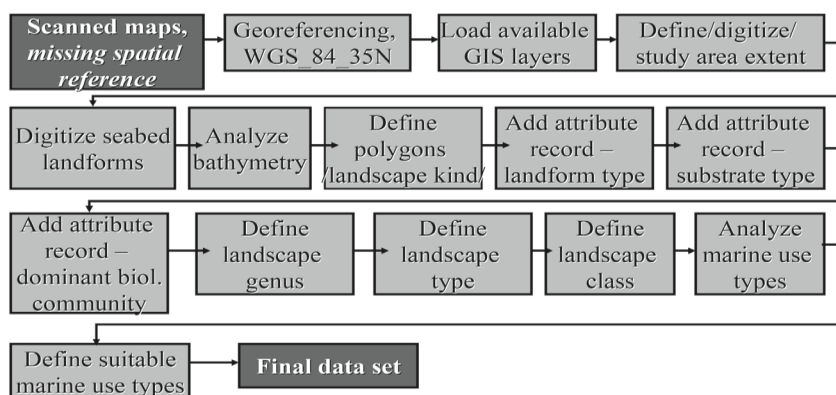 Scanned maps,
missing spatial
reference
Georeferencing,
WGS_84_35N
Load available
GIS layers
Define/digitize/
study area extent
Digitize seabed
landforms
Analyze
bathymetry
Define
polygons
/landscape kind/
Add attribute
record –
landform type
Add attribute
record –
substrate type
Add attribute
record –
dominant biol.
community
Define
landscape
genus
Define
landscape
type
Define
landscape
class
Analyze
marine use
types
Define suitable
marine use types
Final data set